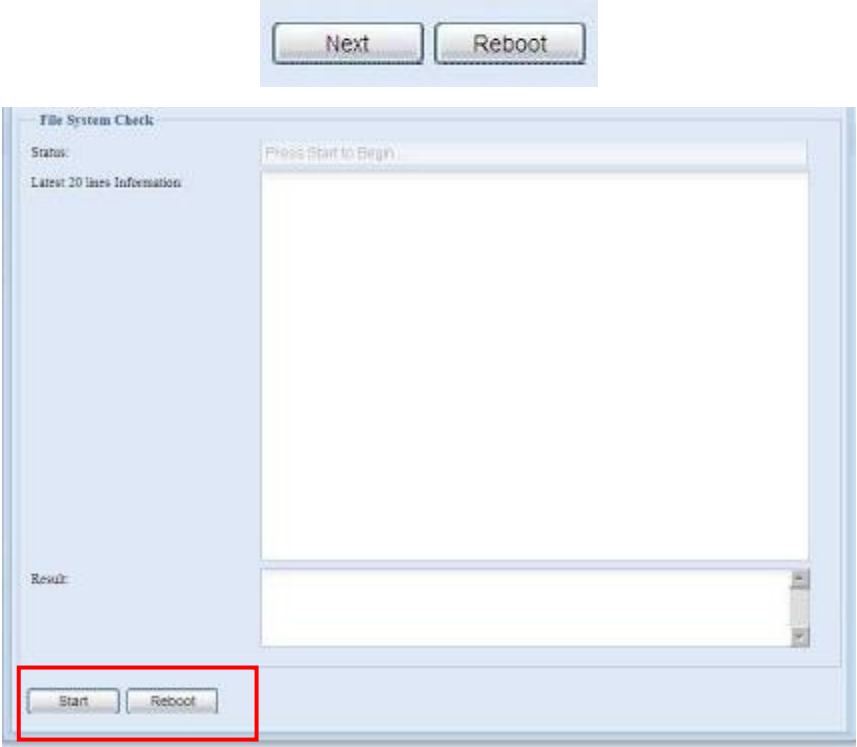 Next Reboot
File System Check
Status: Press Start to Begin...
Latest 20 lines Information:
Result:
Start Reboot